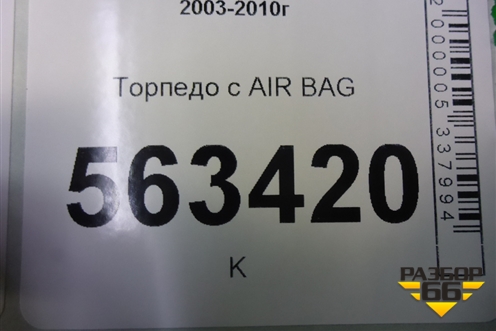 2003-2010г
Торпедо с AIR BAG
563420
К
2000005337994
РАЗБОР
66